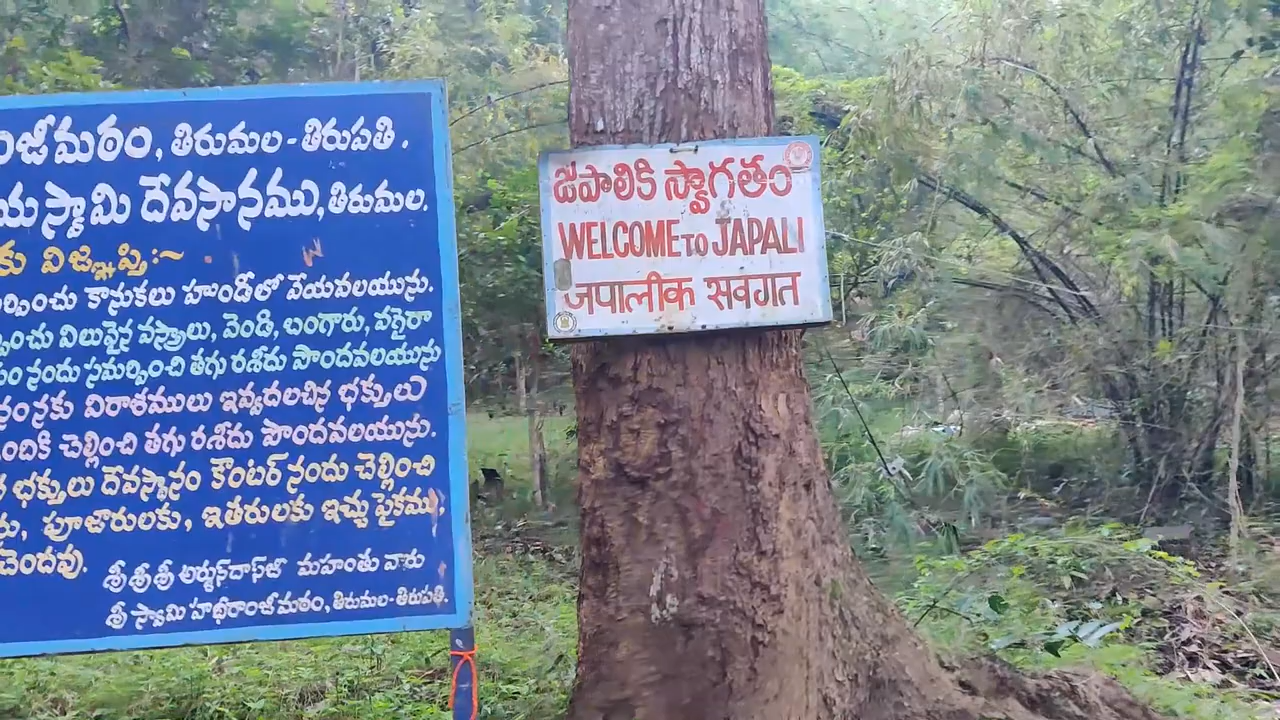 జీమఠం, తిరుమల - తిరుపతి.
స్వామి దేవస్థానము, తిరుమల.
కు విజ్ఞప్తి :~
కానుకలు హుండీలో వేయవలయును.
విలువైన వస్త్రాలు, వెండి, బంగారు, వగైరా
నందు సమర్పించి తగు రశీదు పొందవలయును
విరాళములు ఇవ్వదలచిన భక్తులు
చెల్లించి తగు రశీదు పొందవలయును.
భక్తులు దేవస్థానం కౌంటర్ నందు చెల్లించి
పూజారులకు, ఇతరులకు ఇచ్చు పైకము,
చెందవు.
శ్రీ శ్రీ శ్రీ అర్జున్‌దాస్‌జీ మహంతు వారు
శ్రీ స్వామి హథీరాంజీ మఠం, తిరుమల-తిరుపతి.
జపాలికి స్వాగతం
WELCOME TO JAPALI
जपालीक सवगत